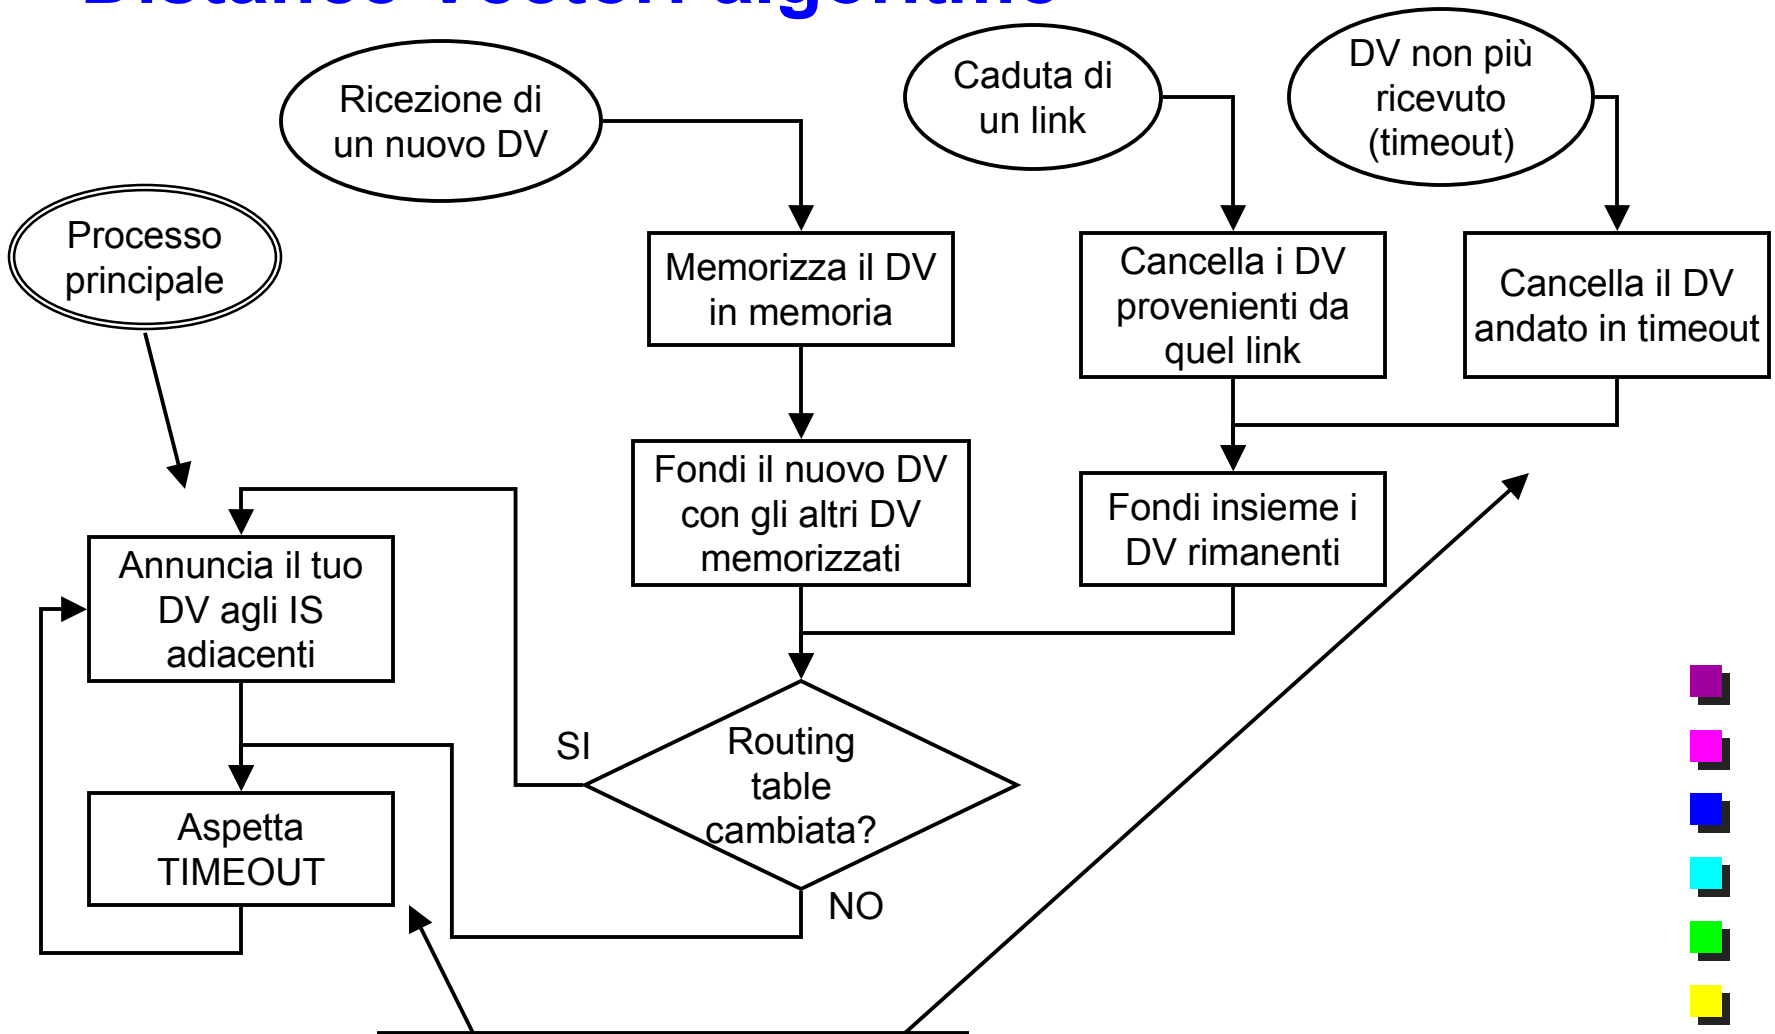 Distance Vector: algoritmo
Ricezione di
un nuovo DV
Caduta di
un link
DV non più
ricevuto
(timeout)
Processo
principale
Memorizza il DV
in memoria
Cancella i DV
provenienti da
quel link
Cancella il DV
andato in timeout
Fondi il nuovo DV
con gli altri DV
memorizzati
Fondi insieme i
DV rimanenti
Annuncia il tuo
DV agli IS
adiacenti
SI
Routing
table
cambiata?
Aspetta
TIMEOUT
NO